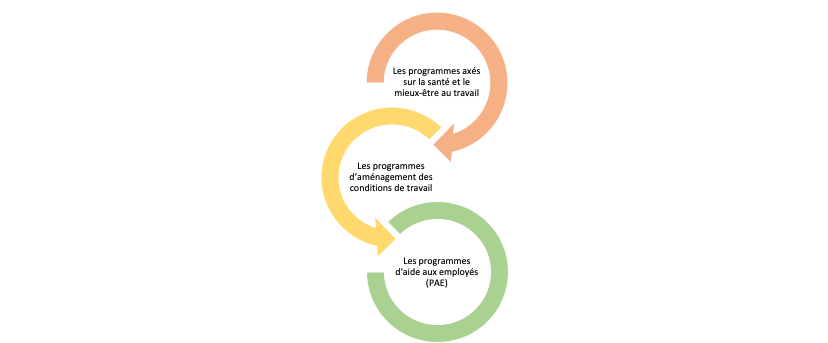 Les programmes axés
sur la santé et le
mieux-être au travail
Les programmes
d’aménagement des
conditions de travail
Les programmes
d'aide aux employés
(PAE)